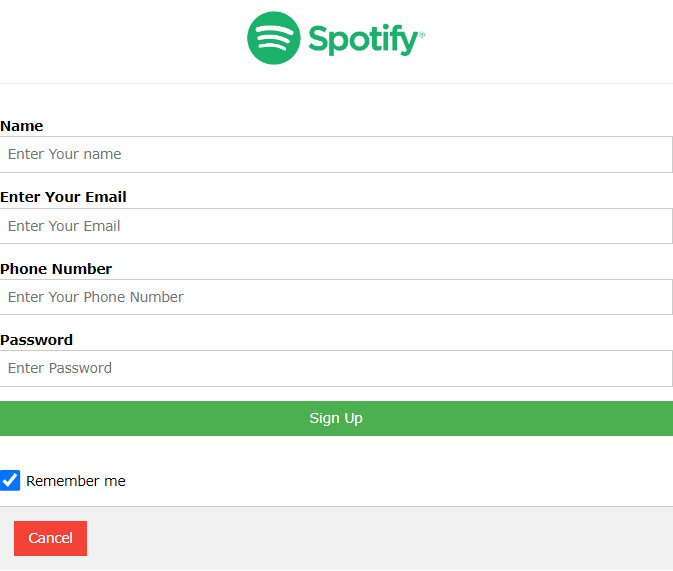 Spotify®
Name
Enter Your name
Enter Your Email
Enter Your Email
Phone Number
Enter Your Phone Number
Password
Enter Password
Sign Up
Remember me
Cancel